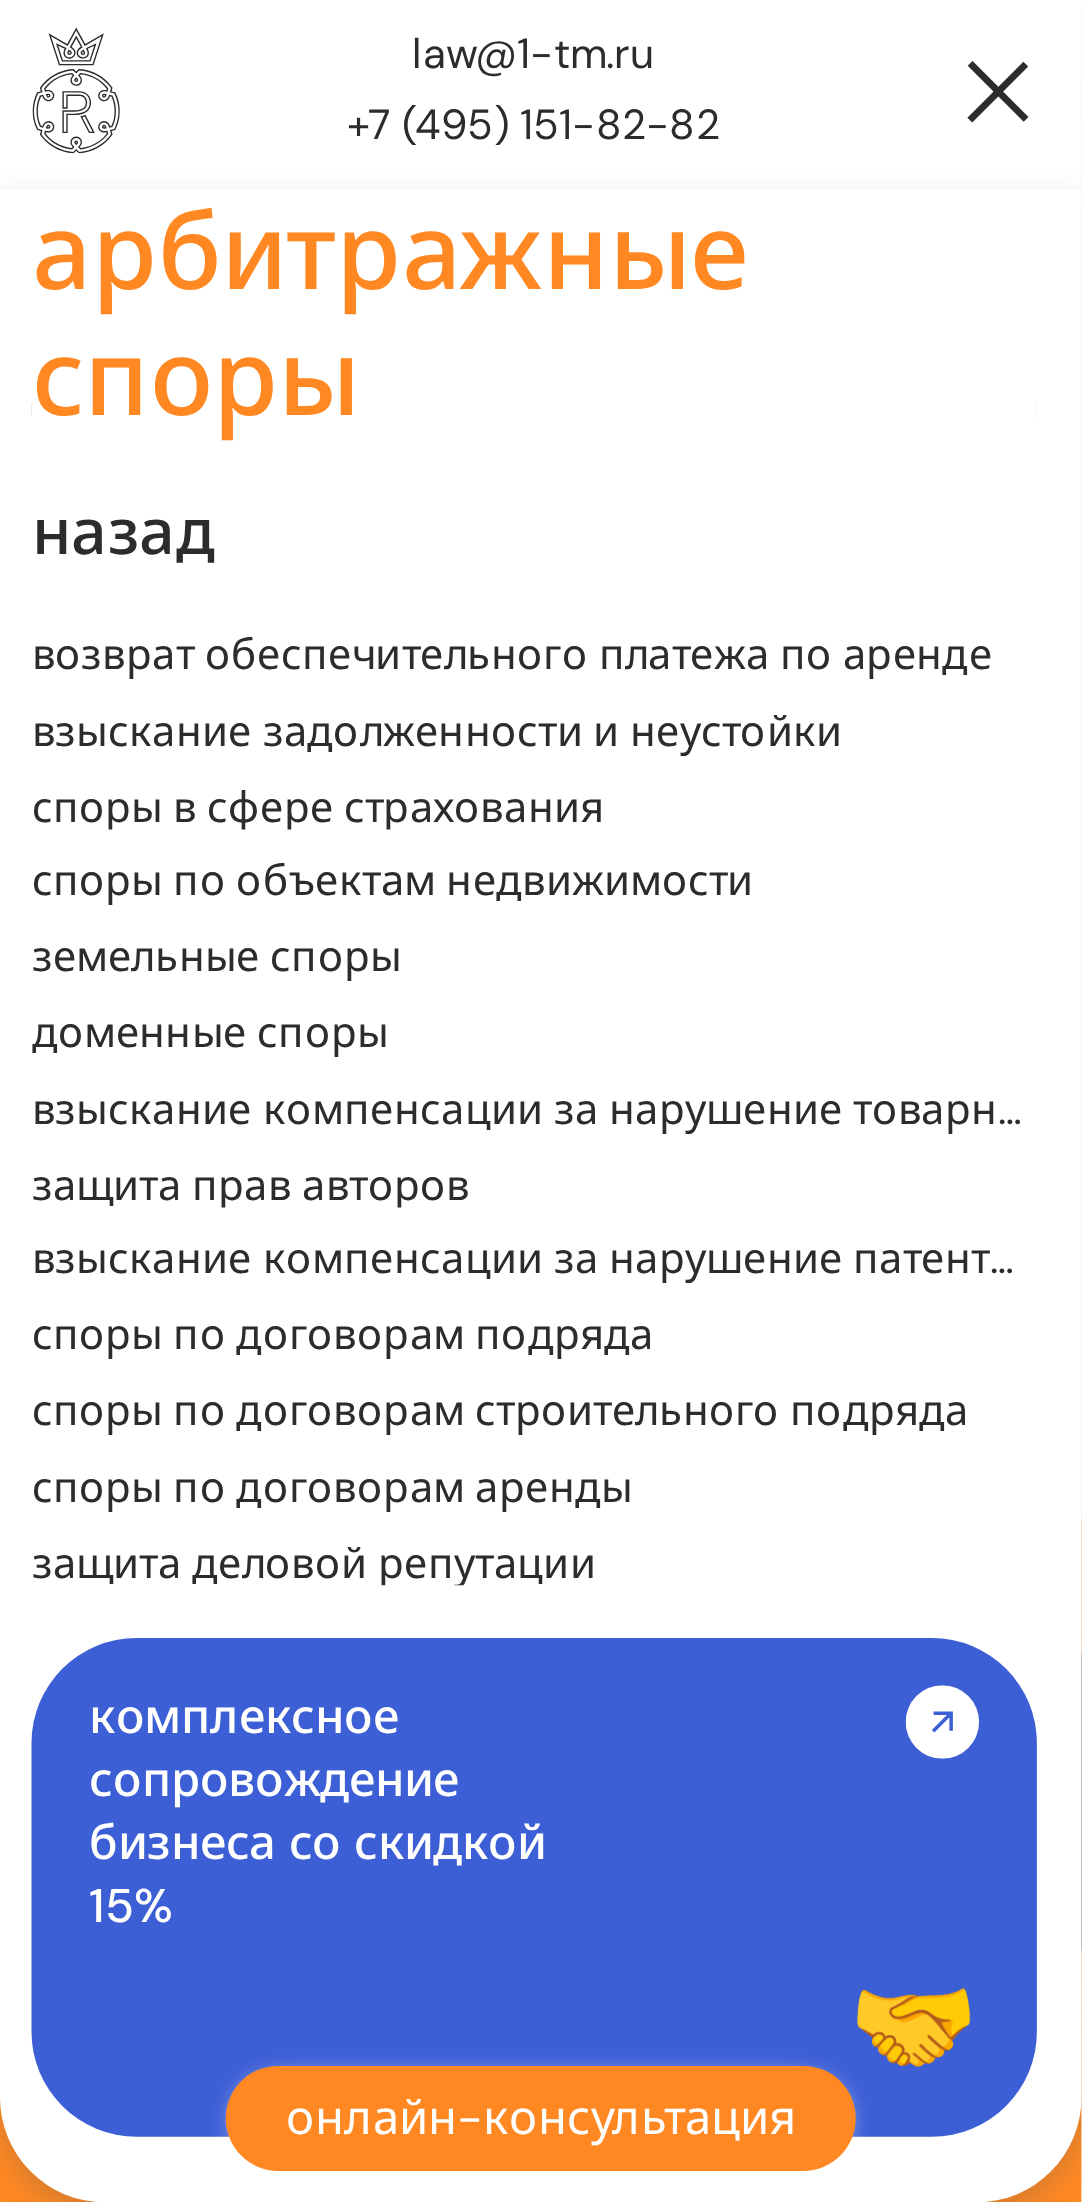 R
law@1-tm.ru
+7 (495) 151-82-82
арбитражные
споры
назад
возврат обеспечительного платежа по аренде
взыскание задолженности и неустойки
споры в сфере страхования
споры по объектам недвижимости
земельные споры
доменные споры
взыскание компенсации за нарушение товарн...
защита прав авторов
взыскание компенсации за нарушение патент...
споры по договорам подряда
споры по договорам строительного подряда
споры по договорам аренды
защита деловой репутации
комплексное
сопровождение
бизнеса со скидкой
15%
онлайн-консультация